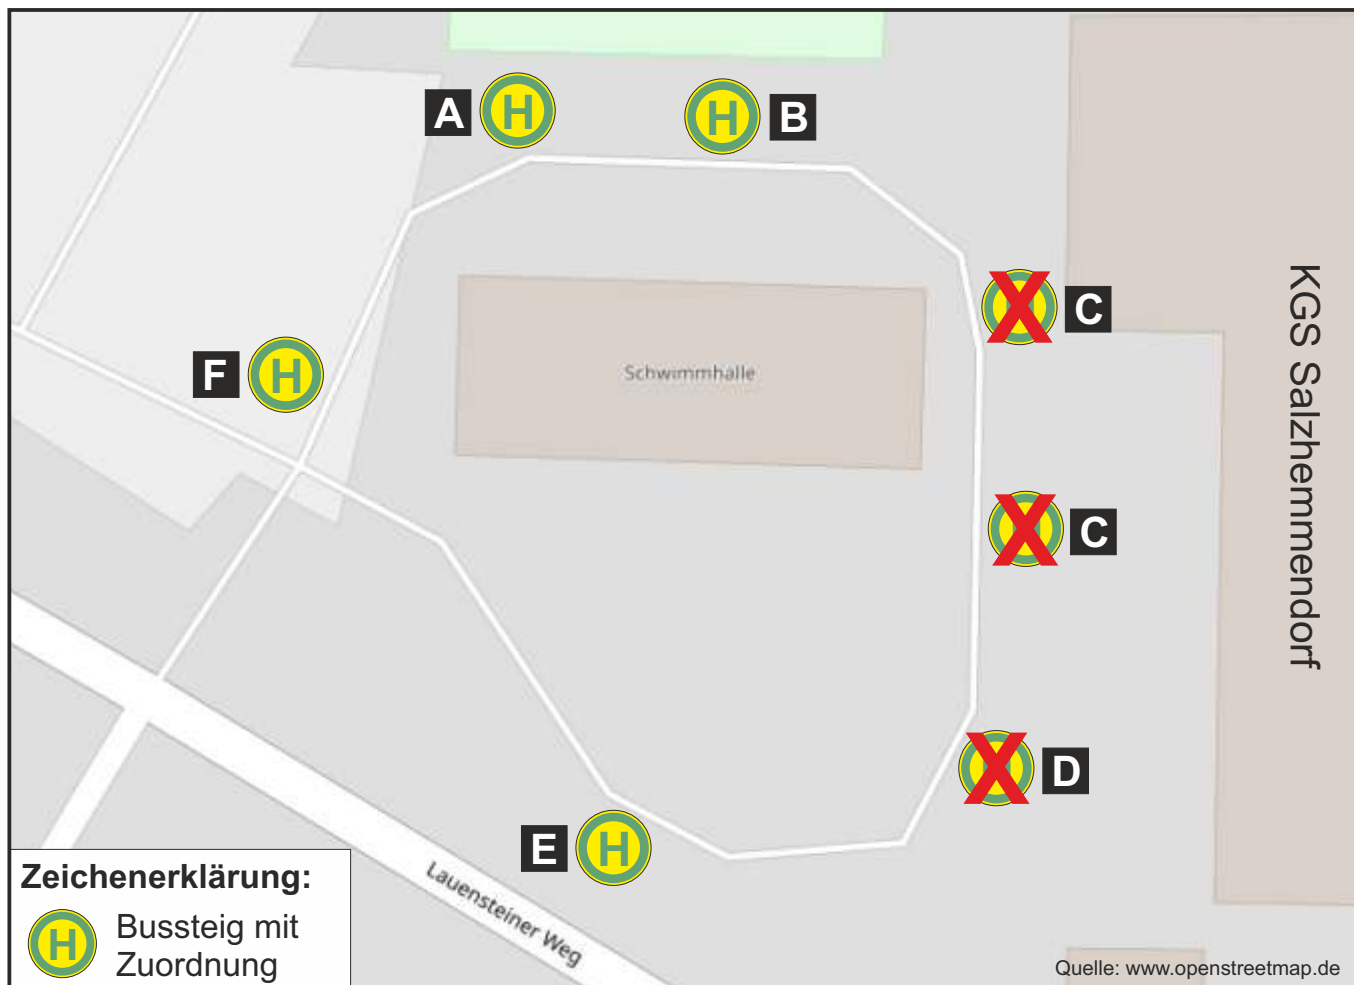 A H
H B
H C
F H
Schwimmhalle
KGS Salzhemmendorf
H C
H D
E H
Lauensteiner Weg
Zeichenerklärung:
H Bussteig mit
Zuordnung
Quelle: www.openstreetmap.de